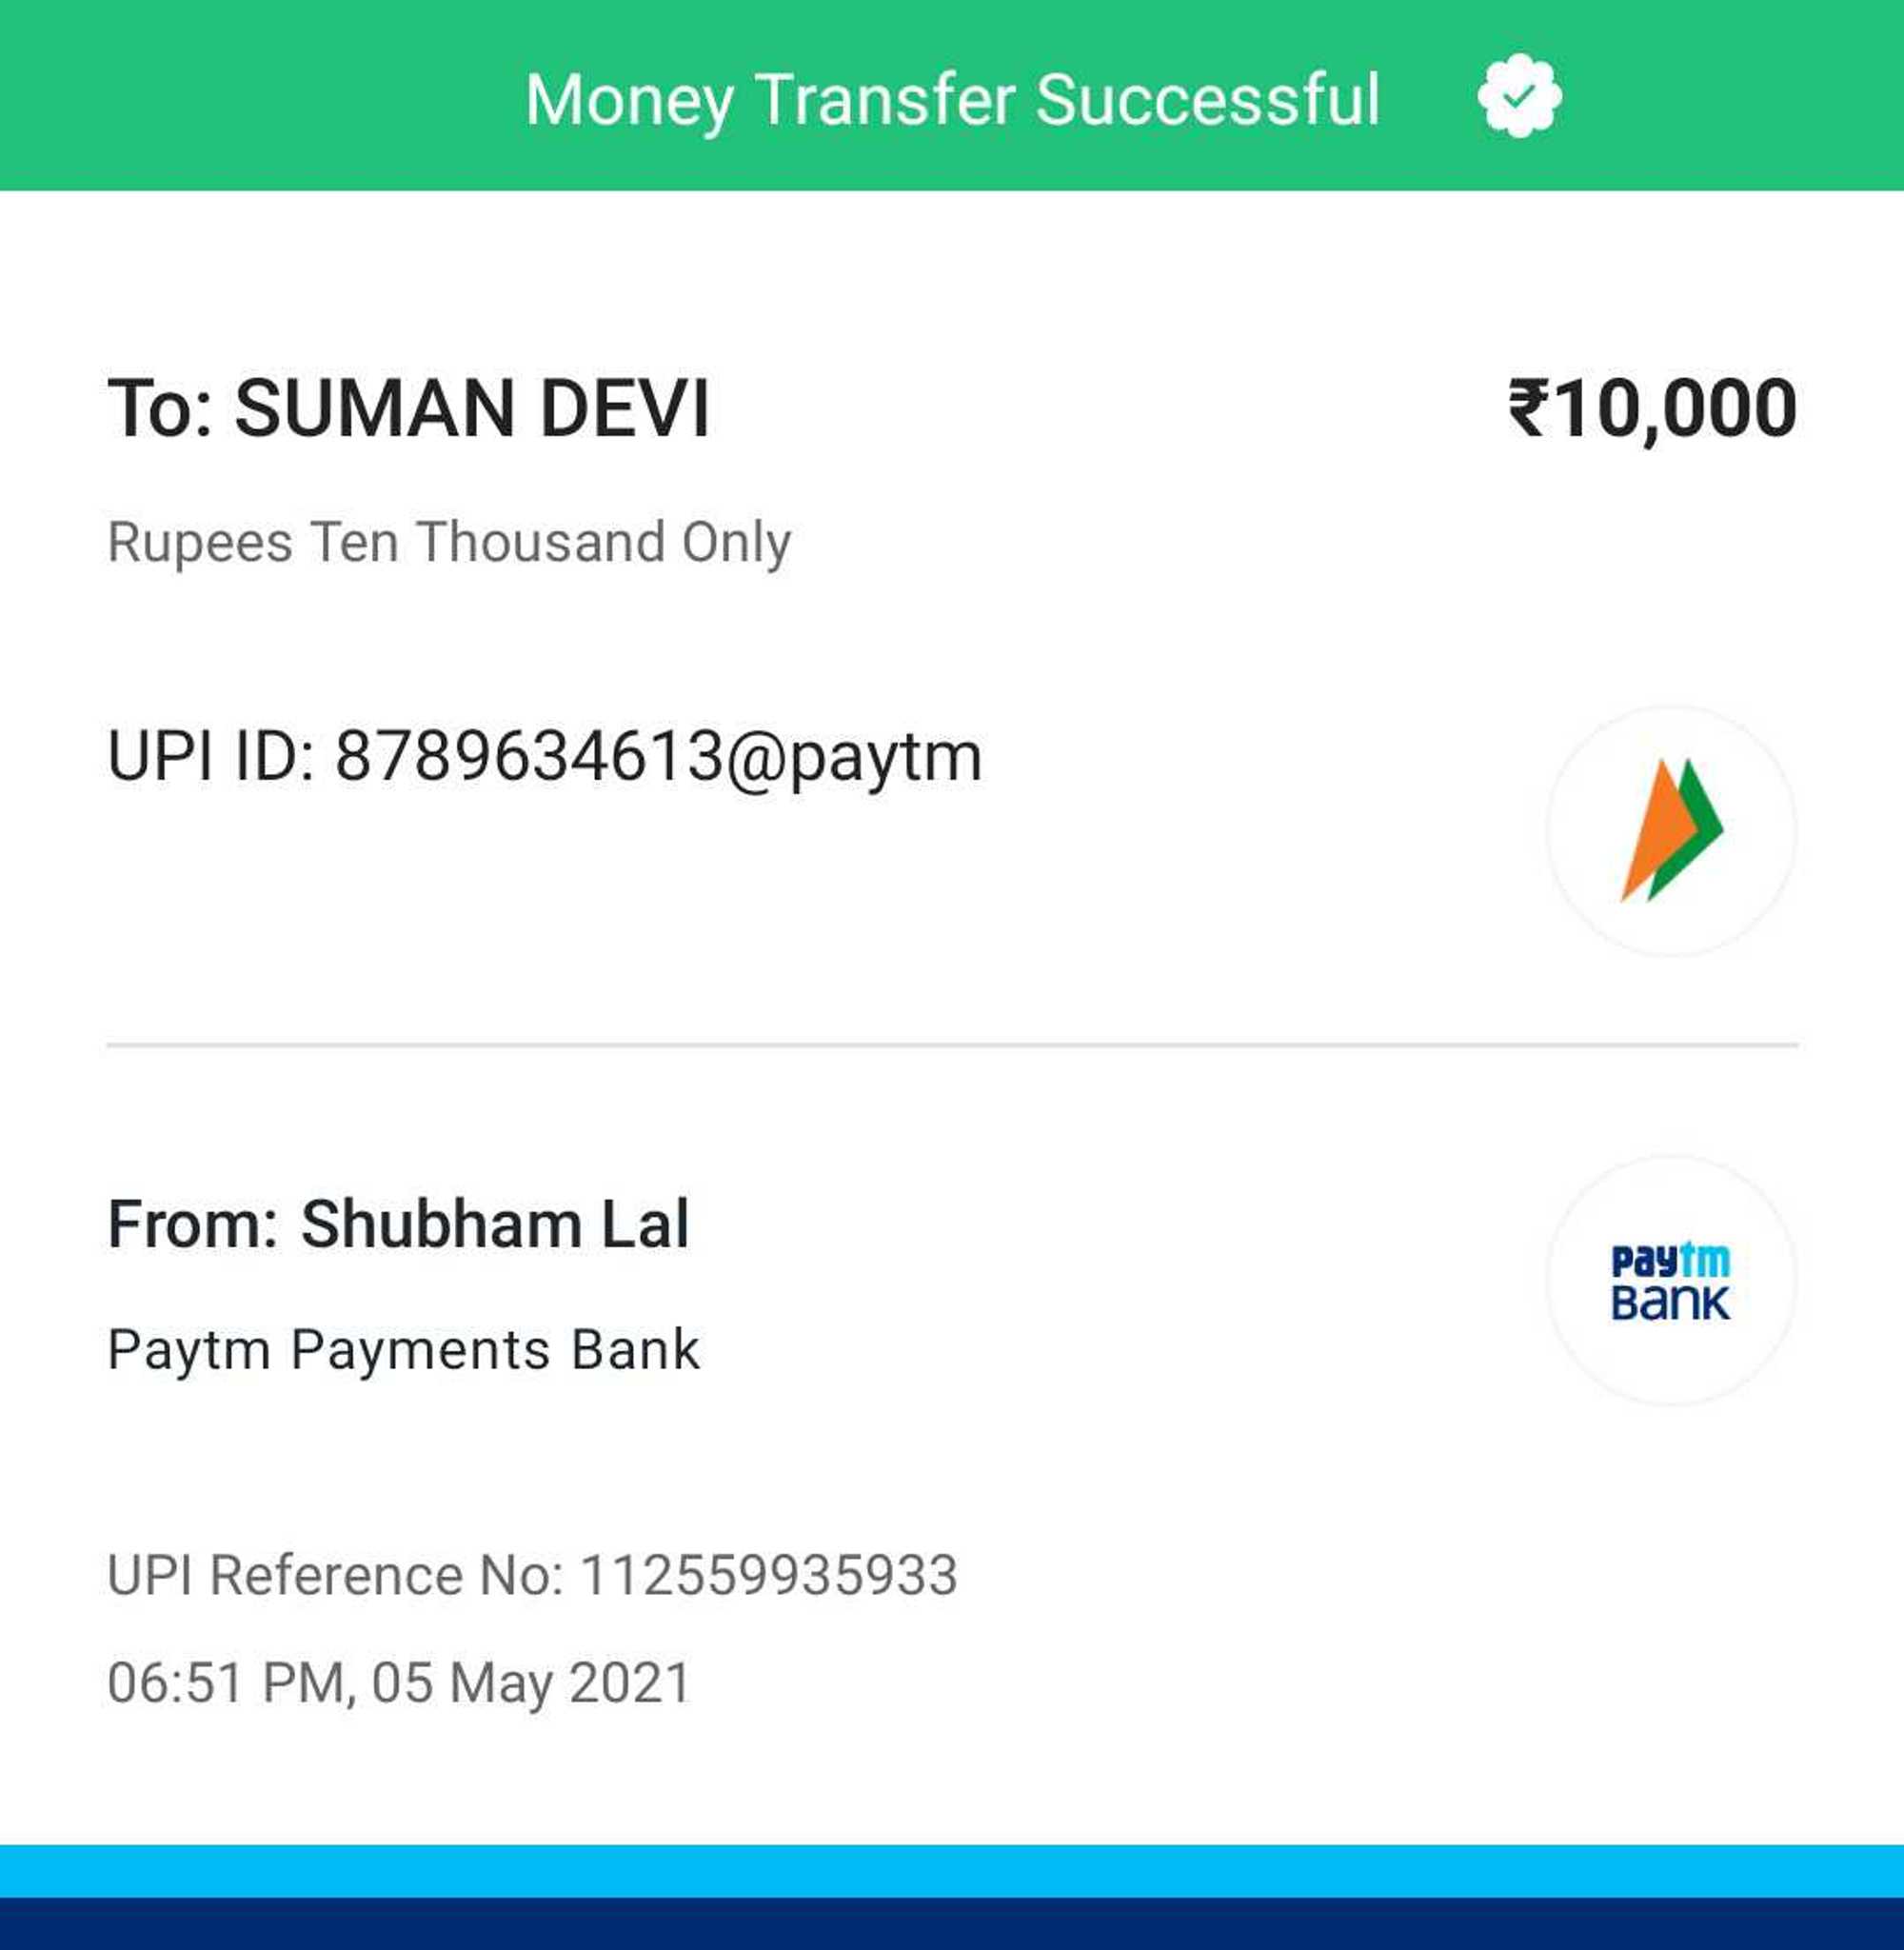 Money Transfer Successful
To: SUMAN DEVI ₹10,000
Rupees Ten Thousand Only
UPI ID: 8789634613@paytm
From: Shubham Lal
paytm
BANK
Paytm Payments Bank
UPI Reference No: 112559935933
06:51 PM, 05 May 2021